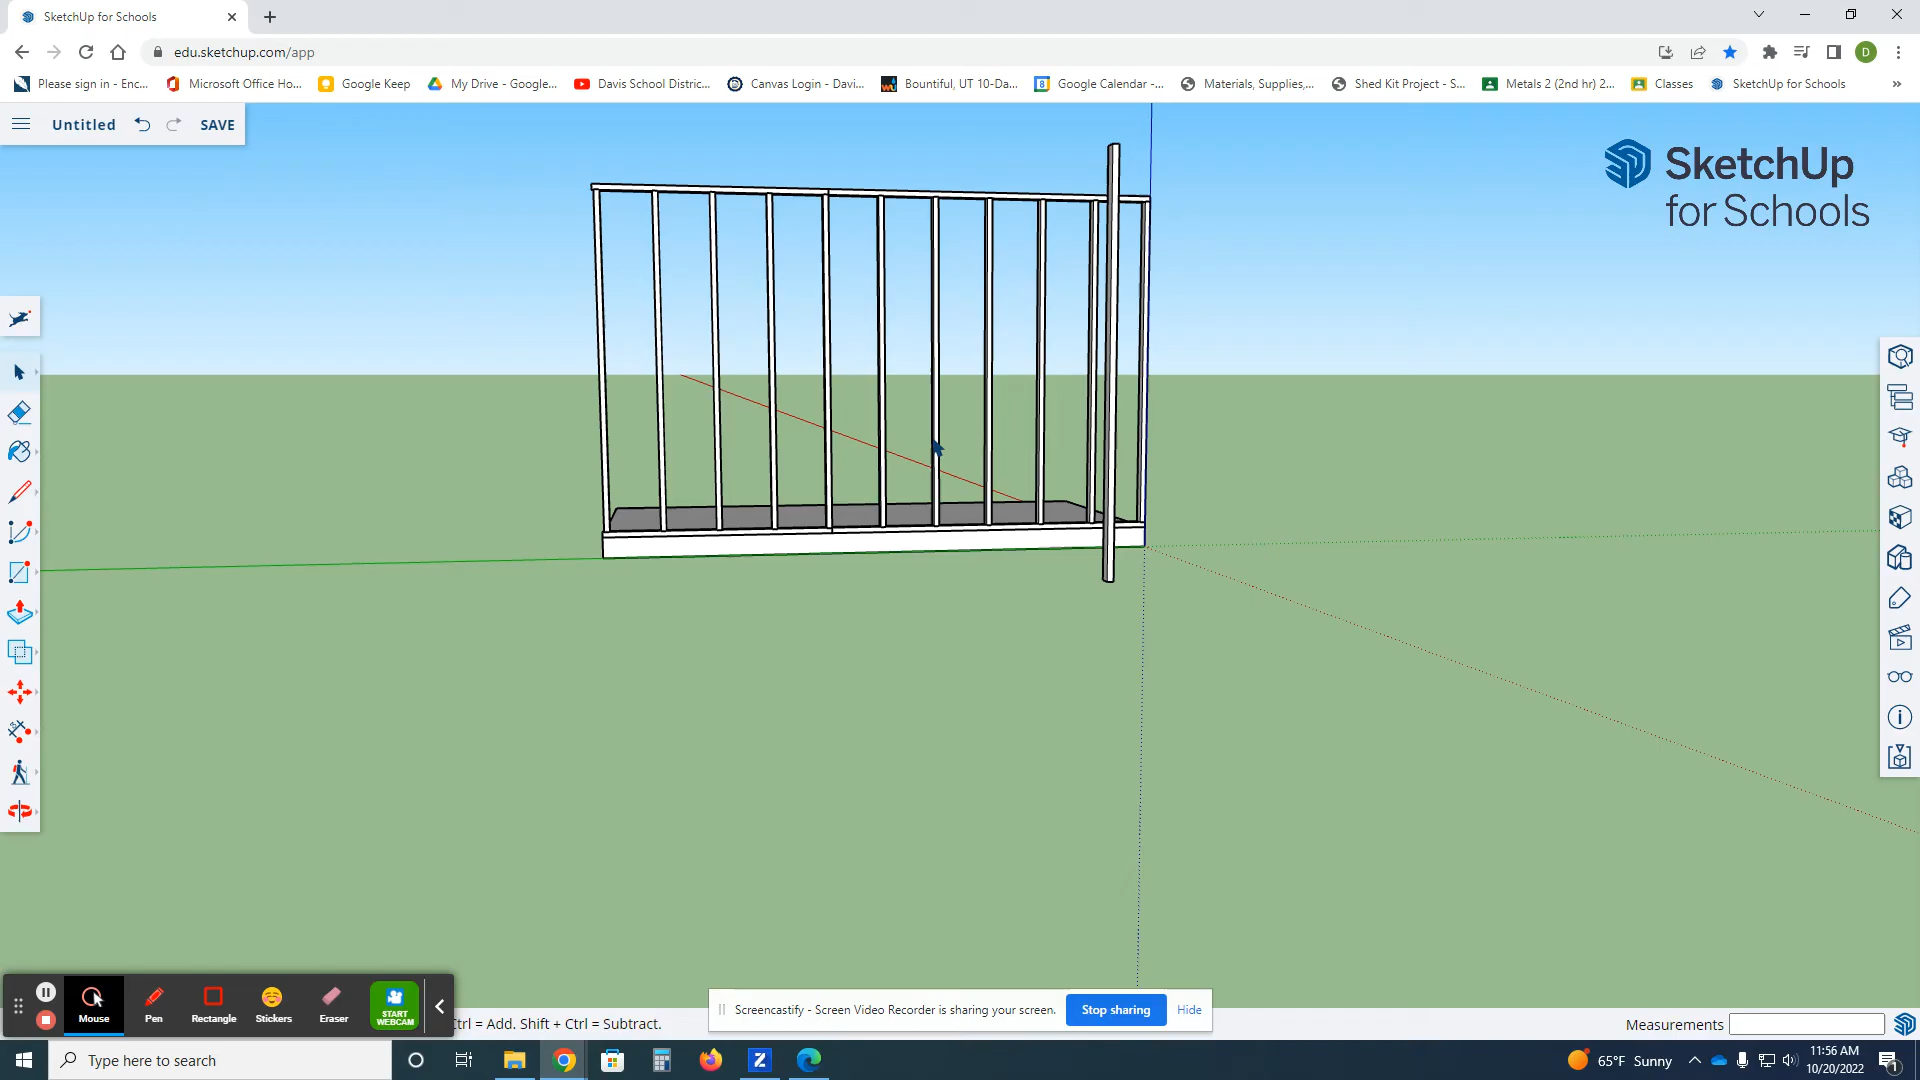 SketchUp for Schools
edu.sketchup.com/app
D
Please sign in - Enc...
Microsoft Office Ho...
Google Keep
My Drive - Google...
Davis School District...
Canvas Login - Davi...
Bountiful, UT 10-Da...
8
Google Calendar -...
Materials, Supplies,...
Shed Kit Project - S...
Metals 2 (2nd hr) 2...
Classes
SketchUp for Schools
»
Untitled
SAVE
SketchUp
for Schools
Mouse
Pen
Rectangle
Stickers
Eraser
START
WEBCAM
Ctrl = Add. Shift + Ctrl = Subtract.
Screencastify - Screen Video Recorder is sharing your screen.
Stop sharing
Hide
Measurements
Type here to search
Z
65°F Sunny
11:56 AM
10/20/2022
1